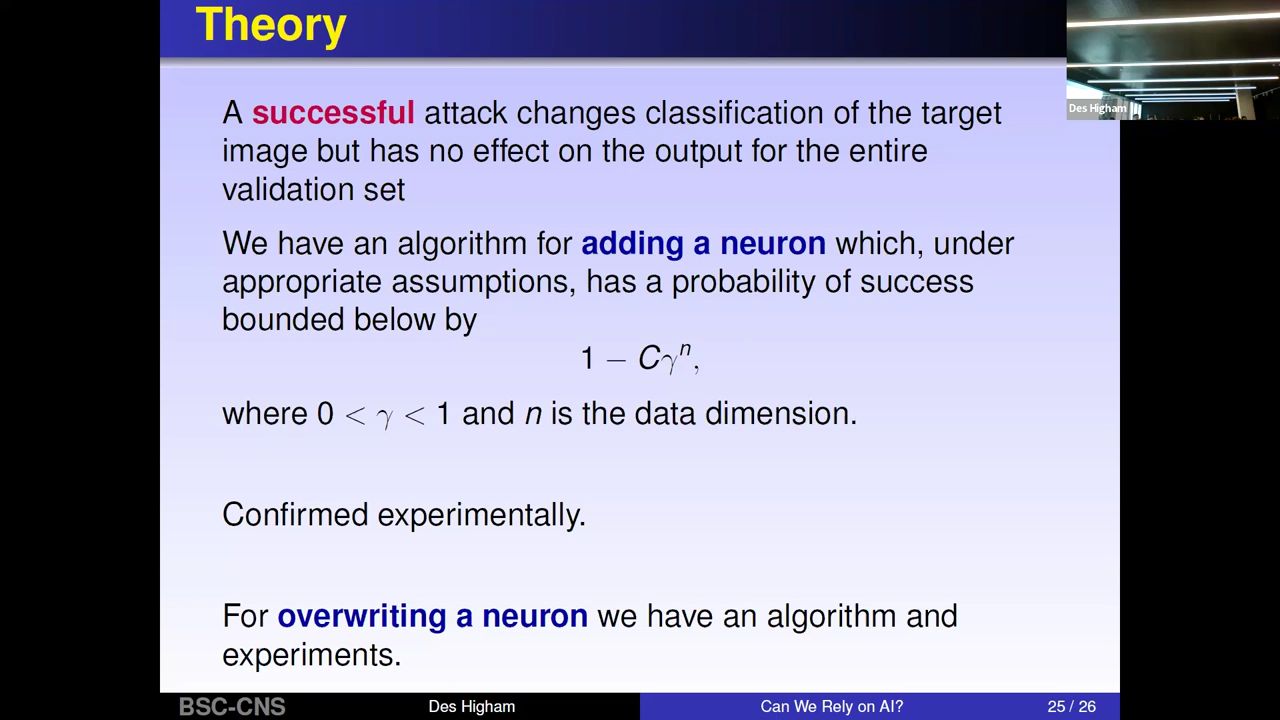 Theory
Des Higham
A successful attack changes classification of the target
image but has no effect on the output for the entire
validation set
We have an algorithm for adding a neuron which, under
appropriate assumptions, has a probability of success
bounded below by
1 − Cγⁿ,
where 0 < γ < 1 and n is the data dimension.
Confirmed experimentally.
For overwriting a neuron we have an algorithm and
experiments.
BSC-CNS
Des Higham
Can We Rely on AI?
25 / 26